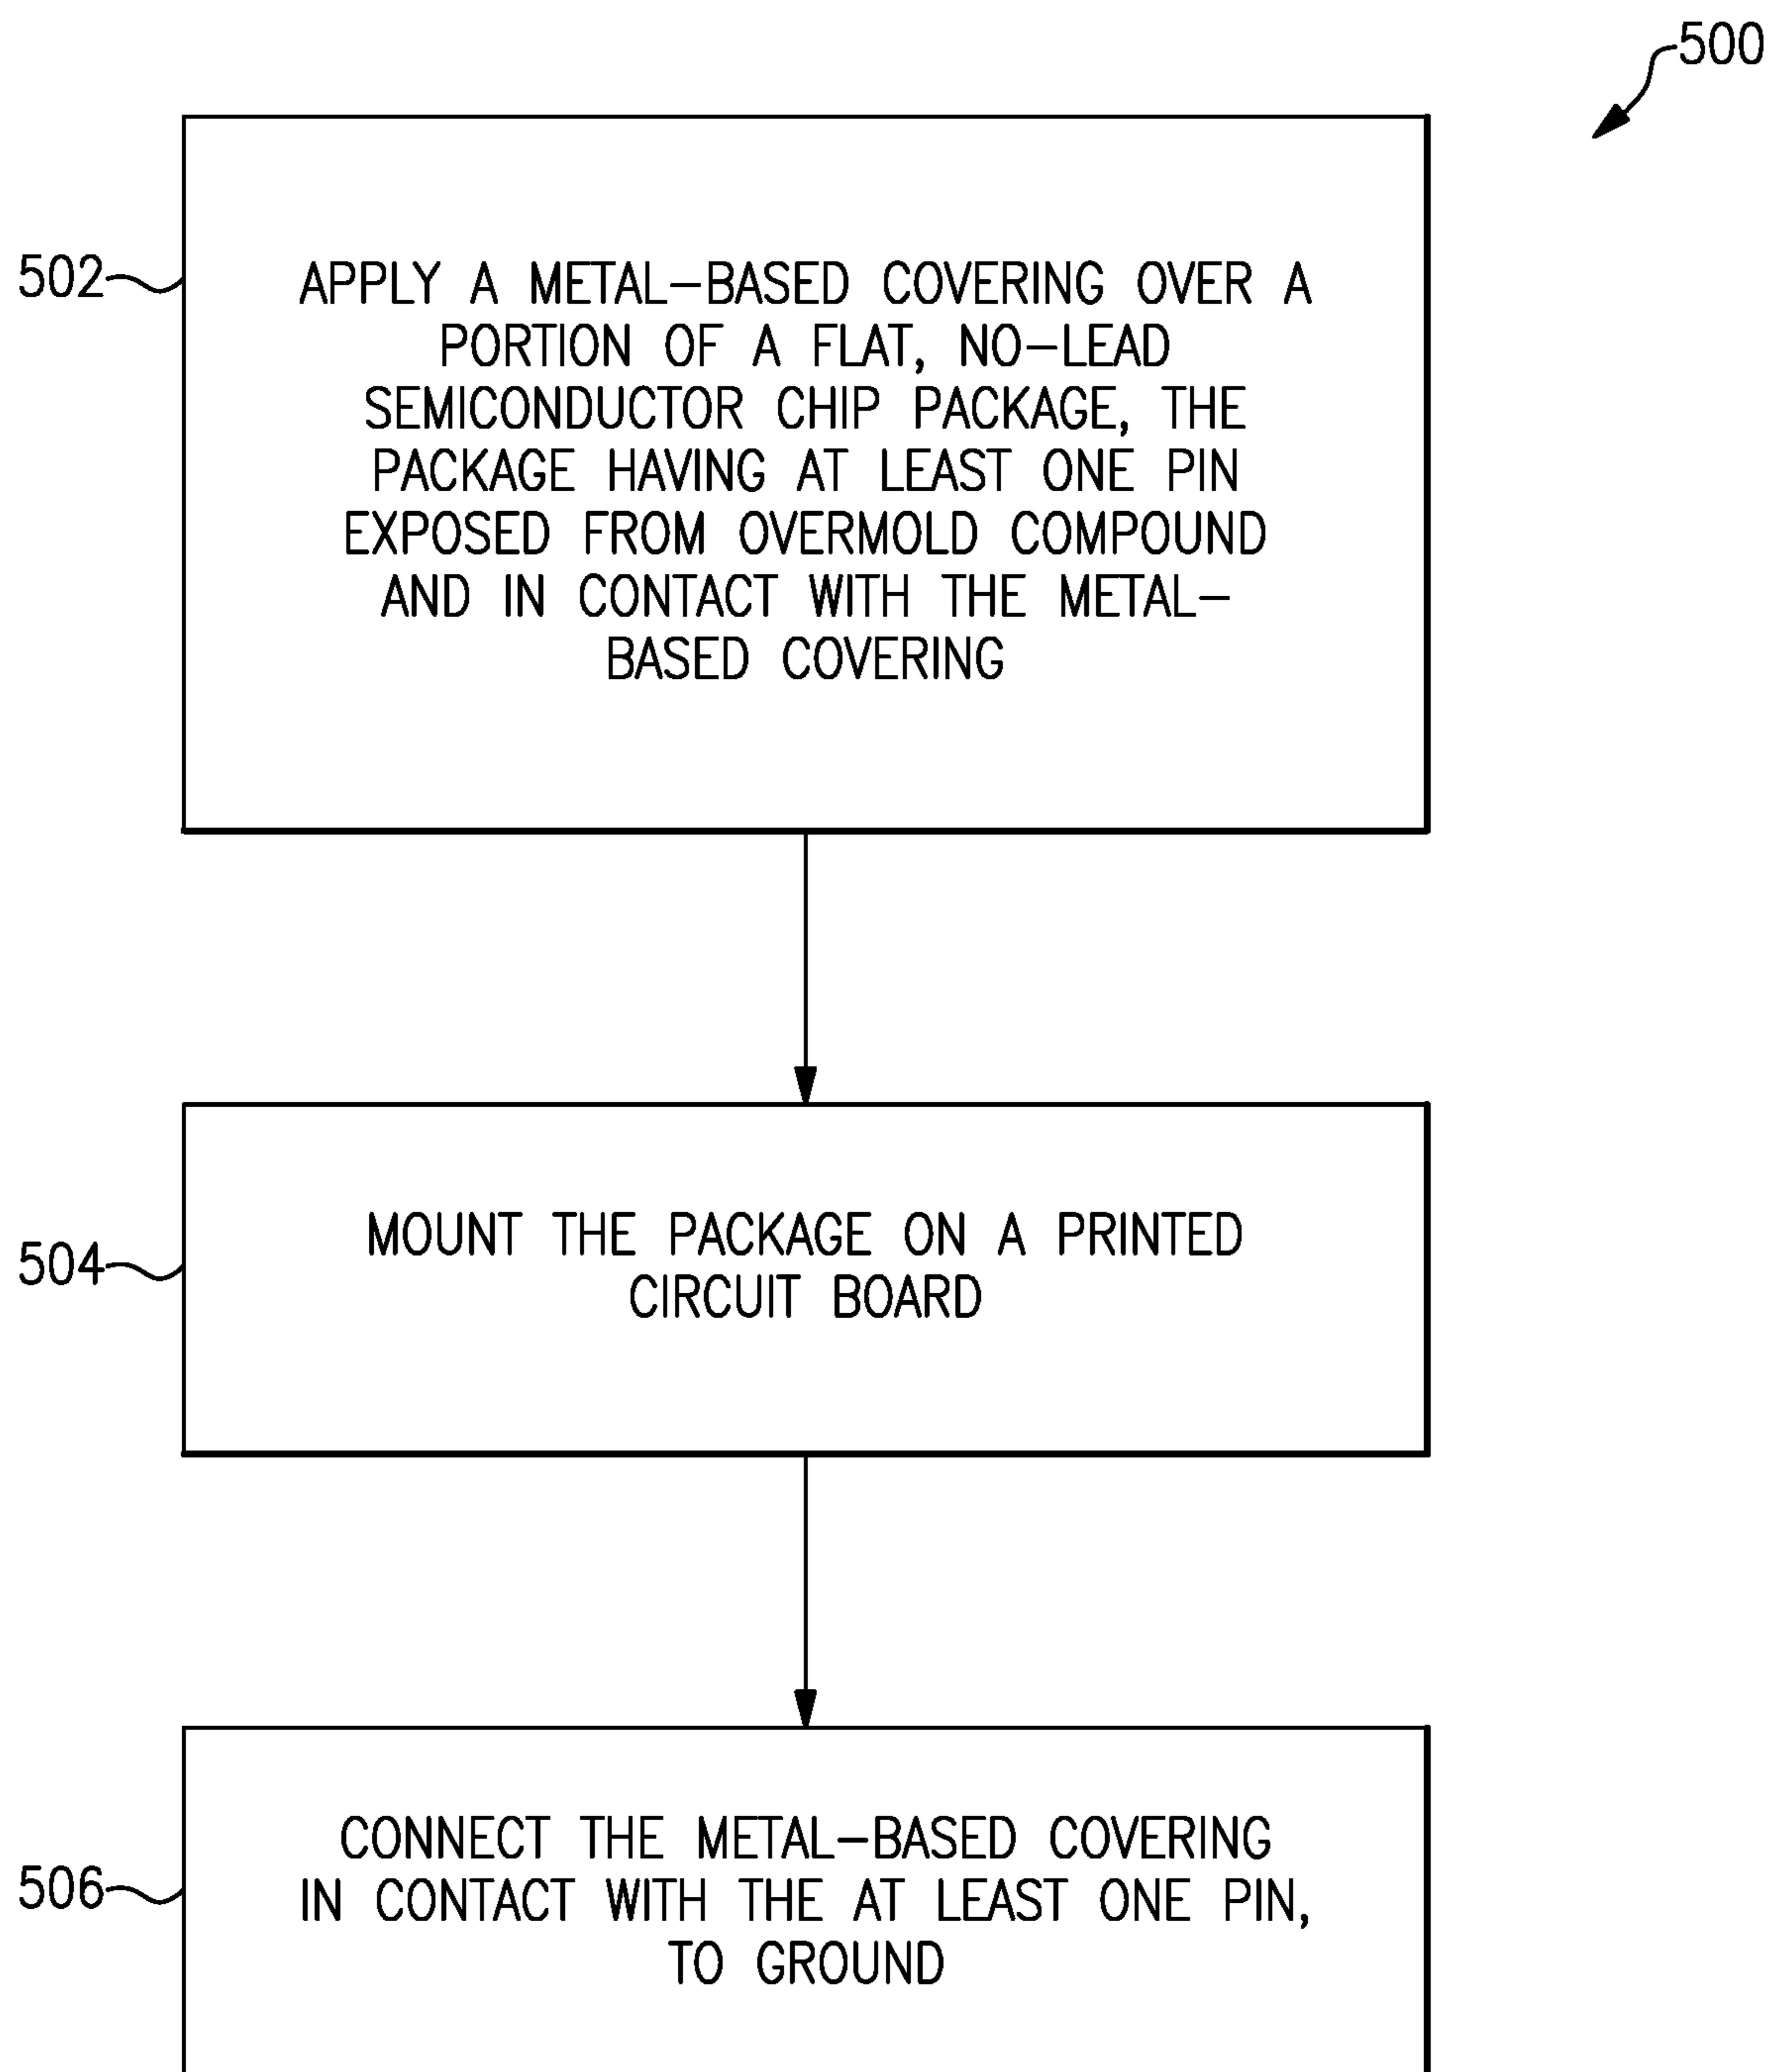 500
502
APPLY A METAL-BASED COVERING OVER A
PORTION OF A FLAT, NO-LEAD
SEMICONDUCTOR CHIP PACKAGE, THE
PACKAGE HAVING AT LEAST ONE PIN
EXPOSED FROM OVERMOLD COMPOUND
AND IN CONTACT WITH THE METAL-
BASED COVERING
504
MOUNT THE PACKAGE ON A PRINTED
CIRCUIT BOARD
506
CONNECT THE METAL-BASED COVERING
IN CONTACT WITH THE AT LEAST ONE PIN,
TO GROUND